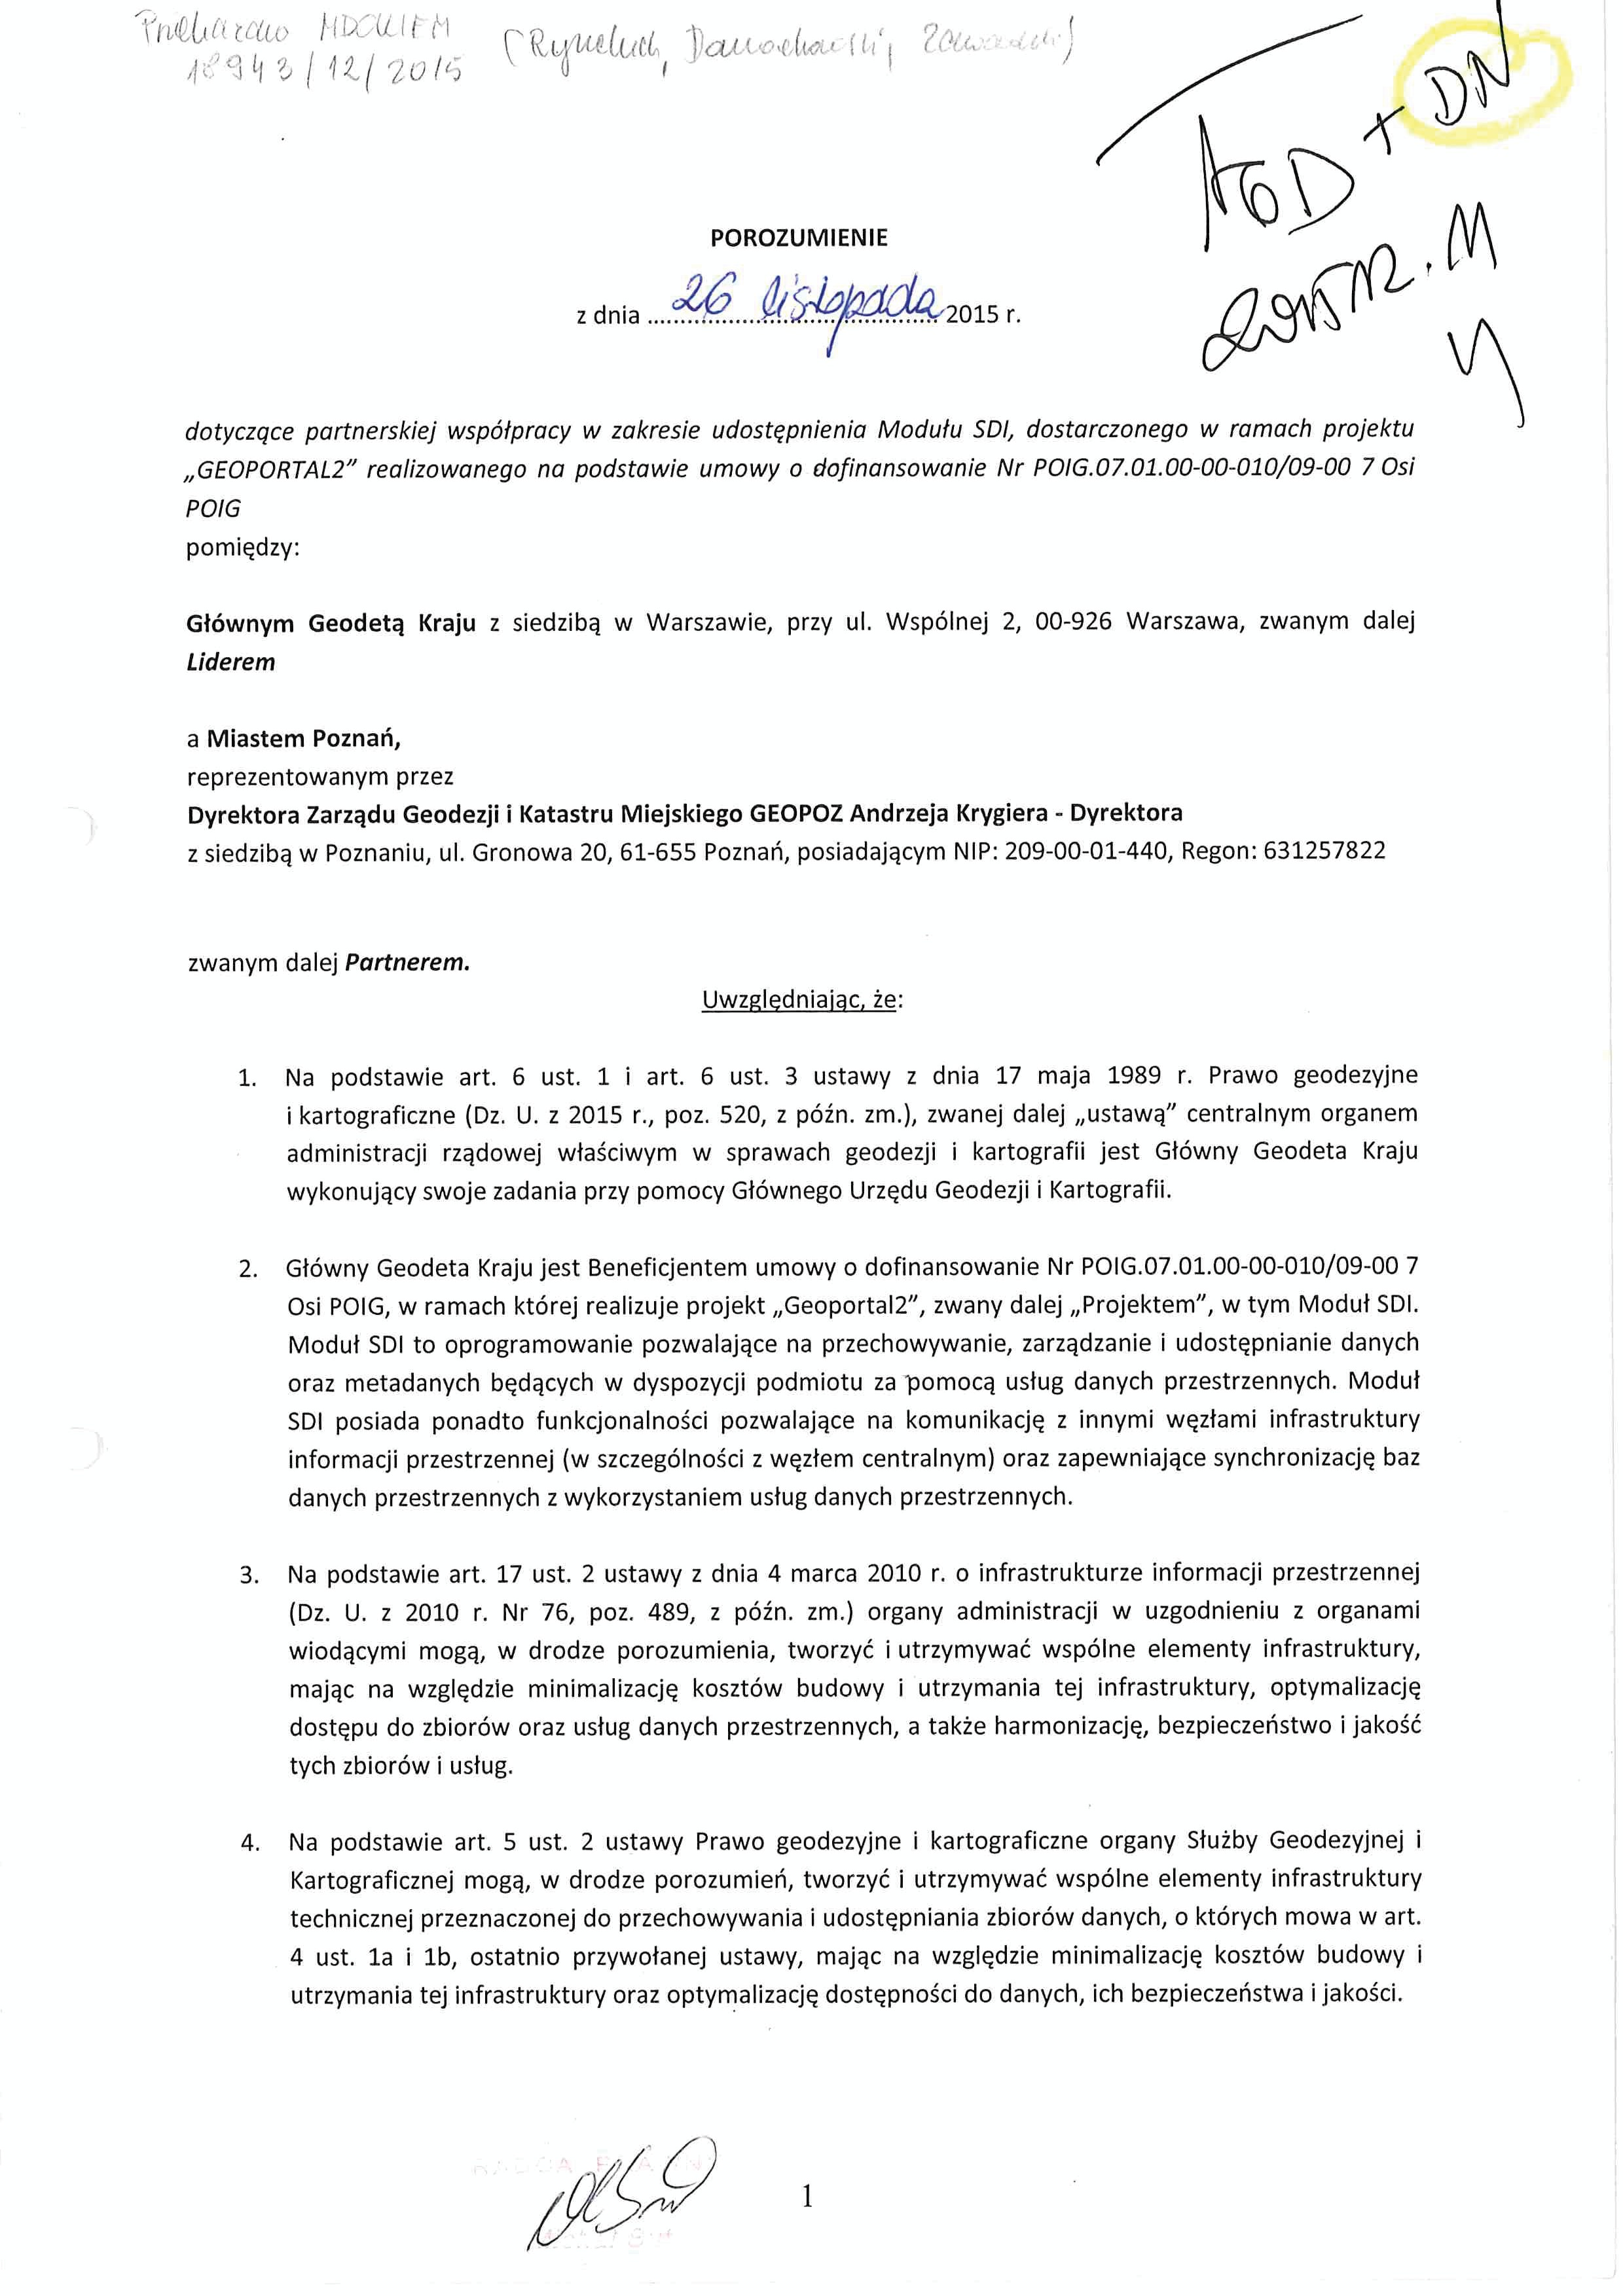 18943/12/2015
+ DN
POROZUMIENIE
z dnia 26 listopada 2015 r.
dotyczące partnerskiej współpracy w zakresie udostępnienia Modułu SDI, dostarczonego w ramach projektu
„GEOPORTAL2” realizowanego na podstawie umowy o dofinansowanie Nr POIG.07.01.00-00-010/09-00 7 Osi
POIG
pomiędzy:
Głównym Geodetą Kraju z siedzibą w Warszawie, przy ul. Wspólnej 2, 00-926 Warszawa, zwanym dalej
Liderem
a Miastem Poznań,
reprezentowanym przez
Dyrektora Zarządu Geodezji i Katastru Miejskiego GEOPOZ Andrzeja Krygiera - Dyrektora
z siedzibą w Poznaniu, ul. Gronowa 20, 61-655 Poznań, posiadającym NIP: 209-00-01-440, Regon: 631257822
zwanym dalej Partnerem.
Uwzględniając, że:
1. Na podstawie art. 6 ust. 1 i art. 6 ust. 3 ustawy z dnia 17 maja 1989 r. Prawo geodezyjne
i kartograficzne (Dz. U. z 2015 r., poz. 520, z późn. zm.), zwanej dalej „ustawą” centralnym organem
administracji rządowej właściwym w sprawach geodezji i kartografii jest Główny Geodeta Kraju
wykonujący swoje zadania przy pomocy Głównego Urzędu Geodezji i Kartografii.
2. Główny Geodeta Kraju jest Beneficjentem umowy o dofinansowanie Nr POIG.07.01.00-00-010/09-00 7
Osi POIG, w ramach której realizuje projekt „Geoportal2”, zwany dalej „Projektem”, w tym Moduł SDI.
Moduł SDI to oprogramowanie pozwalające na przechowywanie, zarządzanie i udostępnianie danych
oraz metadanych będących w dyspozycji podmiotu za pomocą usług danych przestrzennych. Moduł
SDI posiada ponadto funkcjonalności pozwalające na komunikację z innymi węzłami infrastruktury
informacji przestrzennej (w szczególności z węzłem centralnym) oraz zapewniające synchronizację baz
danych przestrzennych z wykorzystaniem usług danych przestrzennych.
3. Na podstawie art. 17 ust. 2 ustawy z dnia 4 marca 2010 r. o infrastrukturze informacji przestrzennej
(Dz. U. z 2010 r. Nr 76, poz. 489, z późn. zm.) organy administracji w uzgodnieniu z organami
wiodącymi mogą, w drodze porozumienia, tworzyć i utrzymywać wspólne elementy infrastruktury,
mając na względzie minimalizację kosztów budowy i utrzymania tej infrastruktury, optymalizację
dostępu do zbiorów oraz usług danych przestrzennych, a także harmonizację, bezpieczeństwo i jakość
tych zbiorów i usług.
4. Na podstawie art. 5 ust. 2 ustawy Prawo geodezyjne i kartograficzne organy Służby Geodezyjnej i
Kartograficznej mogą, w drodze porozumień, tworzyć i utrzymywać wspólne elementy infrastruktury
technicznej przeznaczonej do przechowywania i udostępniania zbiorów danych, o których mowa w art.
4 ust. 1a i 1b, ostatnio przywołanej ustawy, mając na względzie minimalizację kosztów budowy i
utrzymania tej infrastruktury oraz optymalizację dostępności do danych, ich bezpieczeństwa i jakości.
1